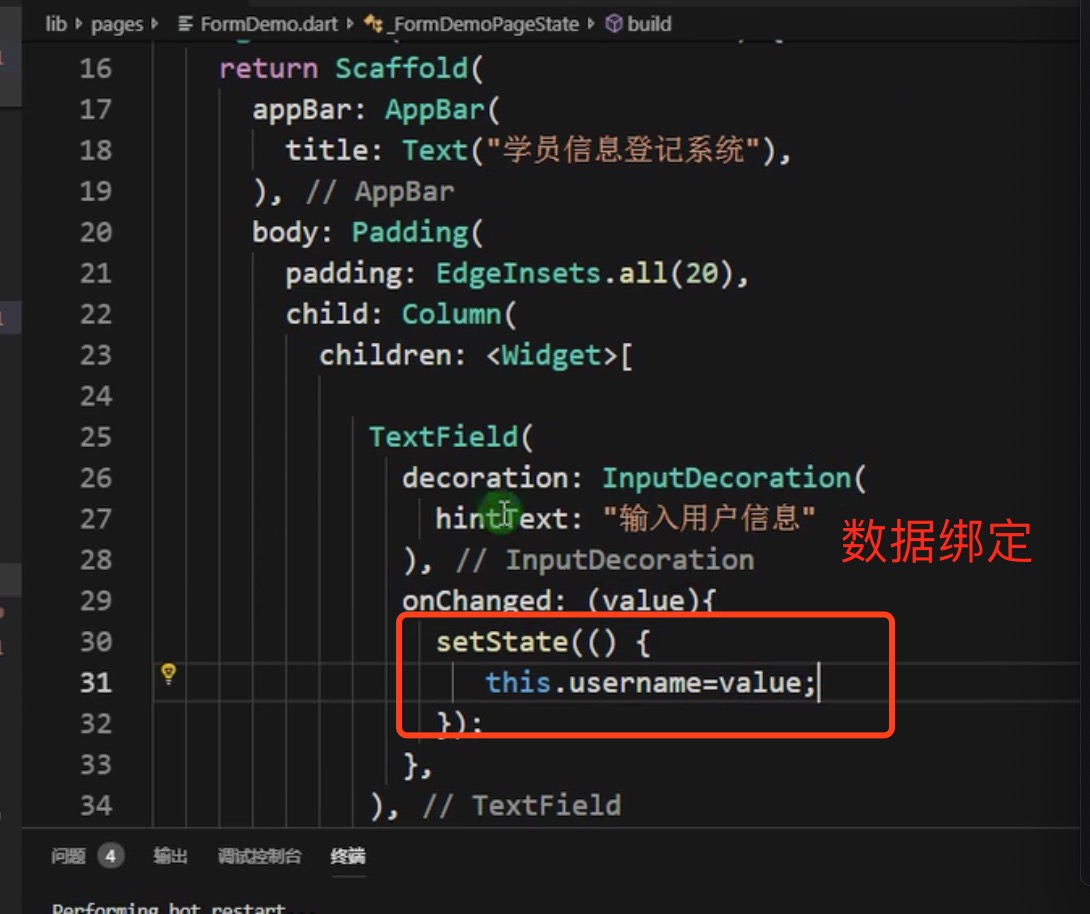 lib pages FormDemo.dart _FormDemoPageState build
16 return Scaffold(
17 appBar: AppBar(
18 title: Text("学员信息登记系统"),
19 ), // AppBar
20 body: Padding(
21 padding: EdgeInsets.all(20),
22 child: Column(
23 children: <Widget>[
24
25 TextField(
26 decoration: InputDecoration(
27 hintText: "输入用户信息"
数据绑定
28 ), // InputDecoration
29 onChanged: (value){
30 setState(() {
31 this.username=value;
32 });
33 },
34 ), // TextField
问题 4 输出 调试控制台 终端
Performing hot restart...